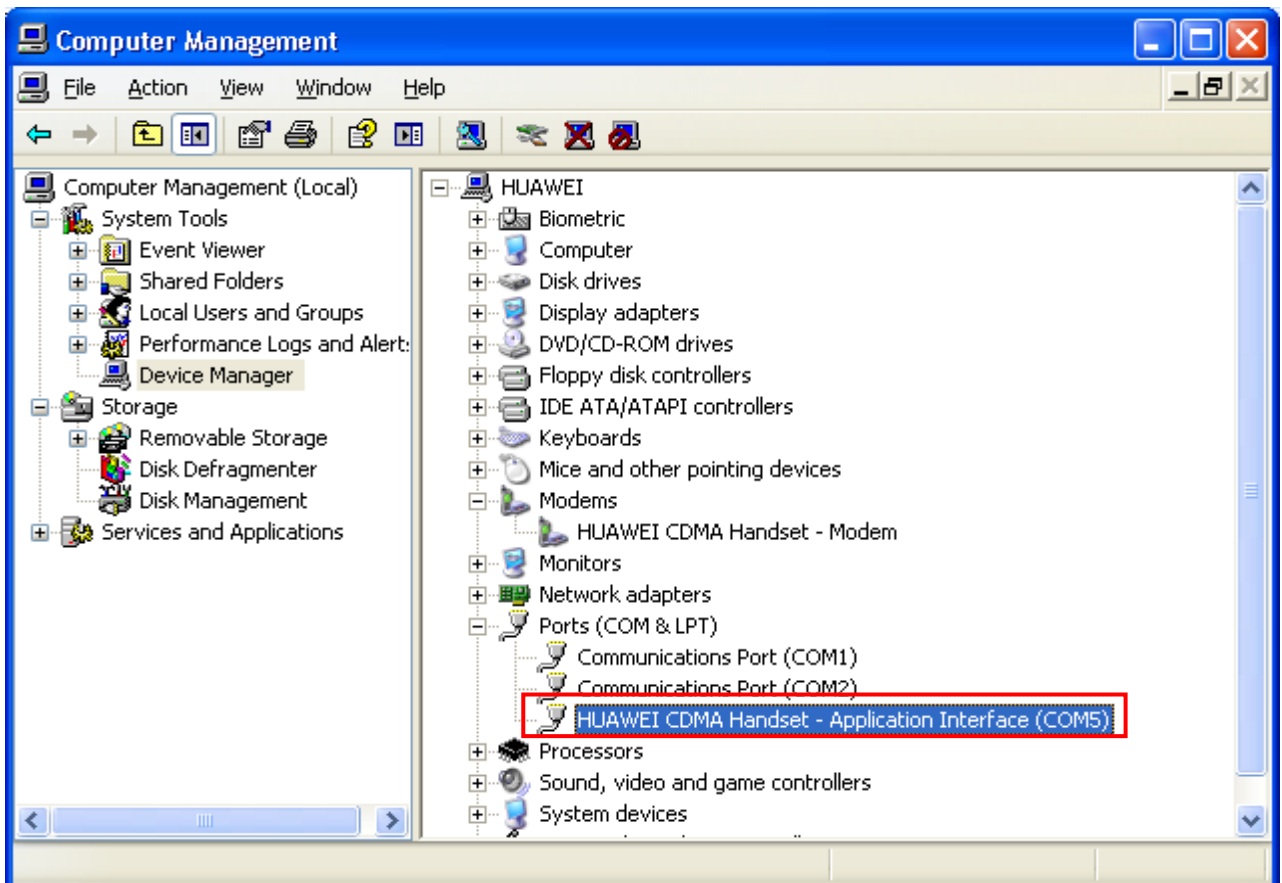 Computer Management
File Action View Window Help
Computer Management (Local)
System Tools
Event Viewer
Shared Folders
Local Users and Groups
Performance Logs and Alert
Device Manager
Storage
Removable Storage
Disk Defragmenter
Disk Management
Services and Applications
HUAWEI
Biometric
Computer
Disk drives
Display adapters
DVD/CD-ROM drives
Floppy disk controllers
IDE ATA/ATAPI controllers
Keyboards
Mice and other pointing devices
Modems
HUAWEI CDMA Handset - Modem
Monitors
Network adapters
Ports (COM & LPT)
Communications Port (COM1)
Communications Port (COM2)
HUAWEI CDMA Handset - Application Interface (COM5)
Processors
Sound, video and game controllers
System devices